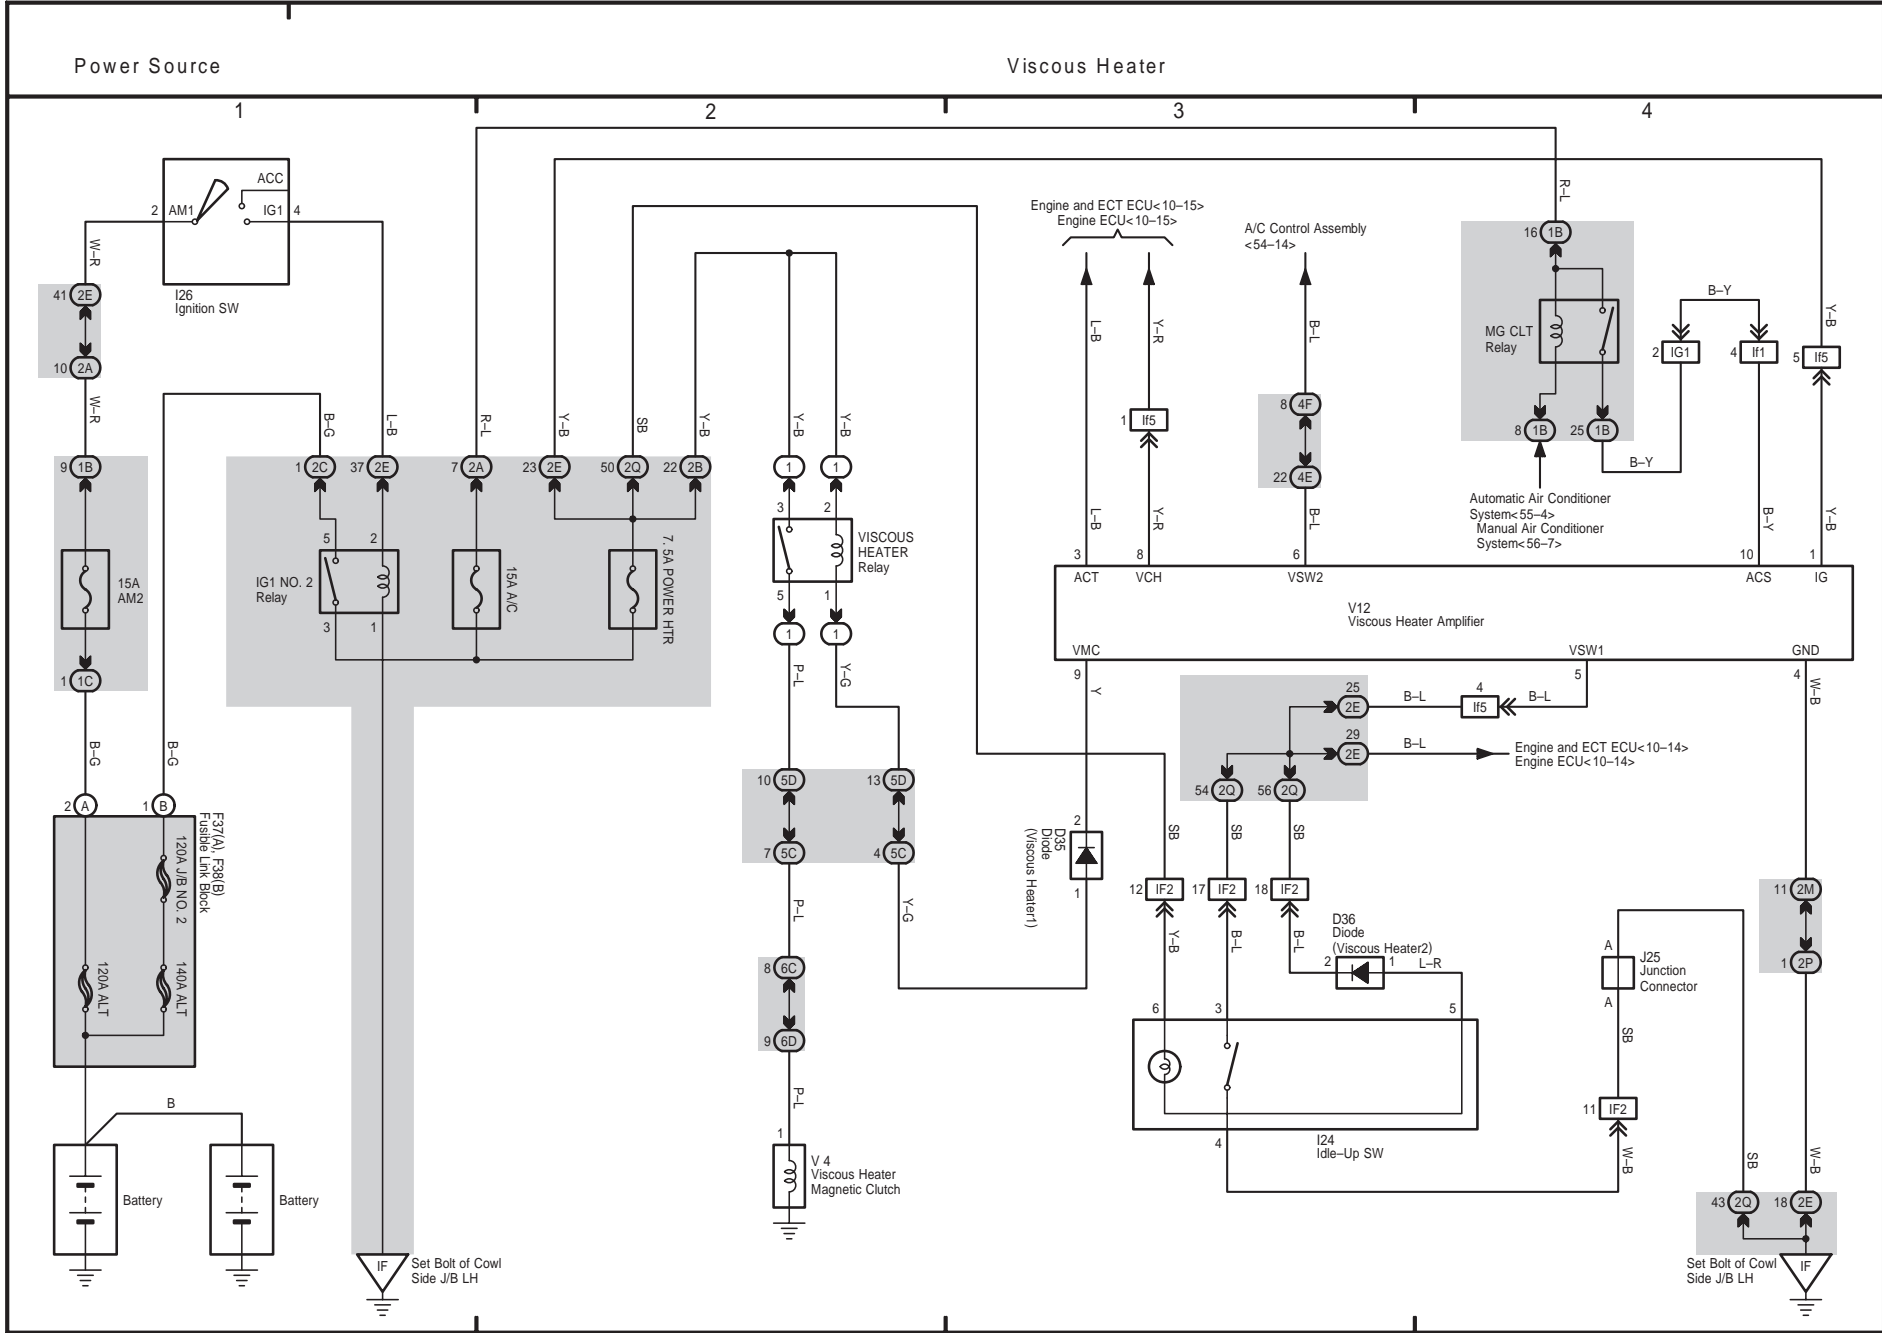 Power Source
Viscous Heater
1
2
3
4
ACC
2
AM1
IG1
4
I26
Ignition SW
W–R
41
2E
10
2A
W–R
9
1B
15A
AM2
1
1C
B–G
B–G
2
A
1
B
F37(A), F38(B)
Fusible Link Block
120A J/B NO. 2
120A ALT
140A ALT
B
Battery
Battery
B–G
L–B
R–L
Y–B
SB
Y–B
Y–B
Y–B
1
2C
37
2E
7
2A
23
2E
50
2Q
22
2B
1
1
5
2
IG1 NO. 2
Relay
3
1
15A A/C
7. 5A POWER HTR
3
2
VISCOUS
HEATER
Relay
5
1
1
1
P–L
Y–G
10
5D
13
5D
7
5C
4
5C
P–L
Y–G
8
6C
9
6D
P–L
1
V 4
Viscous Heater
Magnetic Clutch
IF
Set Bolt of Cowl
Side J/B LH
Engine and ECT ECU<10–15>
Engine ECU<10–15>
A/C Control Assembly
<54–14>
L–B
Y–R
B–L
1
If5
8
4F
22
4E
L–B
Y–R
B–L
R–L
16
1B
MG CLT
Relay
8
1B
25
1B
B–Y
B–Y
2
IG1
4
If1
5
If5
Y–B
Automatic Air Conditioner
System<55–4>
Manual Air Conditioner
System<56–7>
B–Y
Y–B
3
8
6
10
1
ACT
VCH
VSW2
ACS
IG
V12
Viscous Heater Amplifier
VMC
VSW1
GND
9
Y
5
4
W–B
25
2E
B–L
4
If5
B–L
29
2E
B–L
Engine and ECT ECU<10–14>
Engine ECU<10–14>
54
2Q
56
2Q
2
D35
Diode
(Viscous Heater1)
1
SB
SB
SB
12
IF2
17
IF2
18
IF2
Y–B
B–L
B–L
D36
Diode
(Viscous Heater2)
2
1
L–R
6
3
5
4
I24
Idle–Up SW
A
J25
Junction
Connector
A
SB
11
IF2
W–B
11
2M
1
2P
SB
W–B
43
2Q
18
2E
Set Bolt of Cowl
Side J/B LH
IF